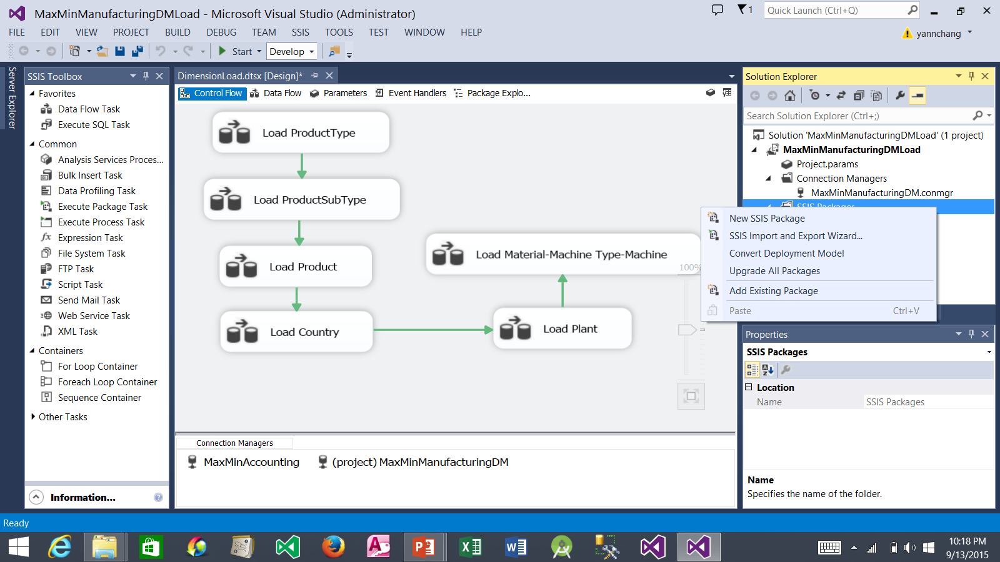 MaxMinManufacturingDMLoad - Microsoft Visual Studio (Administrator)
1
Quick Launch (Ctrl+Q)
FILE EDIT VIEW PROJECT BUILD DEBUG TEAM SSIS TOOLS TEST WINDOW HELP
yannchang
Start
Develop
Server Explorer
SSIS Toolbox
Favorites
Data Flow Task
Execute SQL Task
Common
Analysis Services Proces...
Bulk Insert Task
Data Profiling Task
Execute Package Task
Execute Process Task
Expression Task
File System Task
FTP Task
Script Task
Send Mail Task
Web Service Task
XML Task
Containers
For Loop Container
Foreach Loop Container
Sequence Container
Other Tasks
Information...
DimensionLoad.dtsx [Design]*
Control Flow
Data Flow
Parameters
Event Handlers
Package Explo...
Load ProductType
Load ProductSubType
Load Product
Load Country
Load Plant
Load Material-Machine Type-Machine
100%
Connection Managers
MaxMinAccounting
(project) MaxMinManufacturingDM
Solution Explorer
Search Solution Explorer (Ctrl+;)
Solution 'MaxMinManufacturingDMLoad' (1 project)
MaxMinManufacturingDMLoad
Project.params
Connection Managers
MaxMinManufacturingDM.conmgr
SSIS Packages
New SSIS Package
SSIS Import and Export Wizard...
Convert Deployment Model
Upgrade All Packages
Add Existing Package
Paste Ctrl+V
Properties
SSIS Packages
Location
Name SSIS Packages
Name
Specifies the name of the folder.
Ready
10:18 PM
9/13/2015